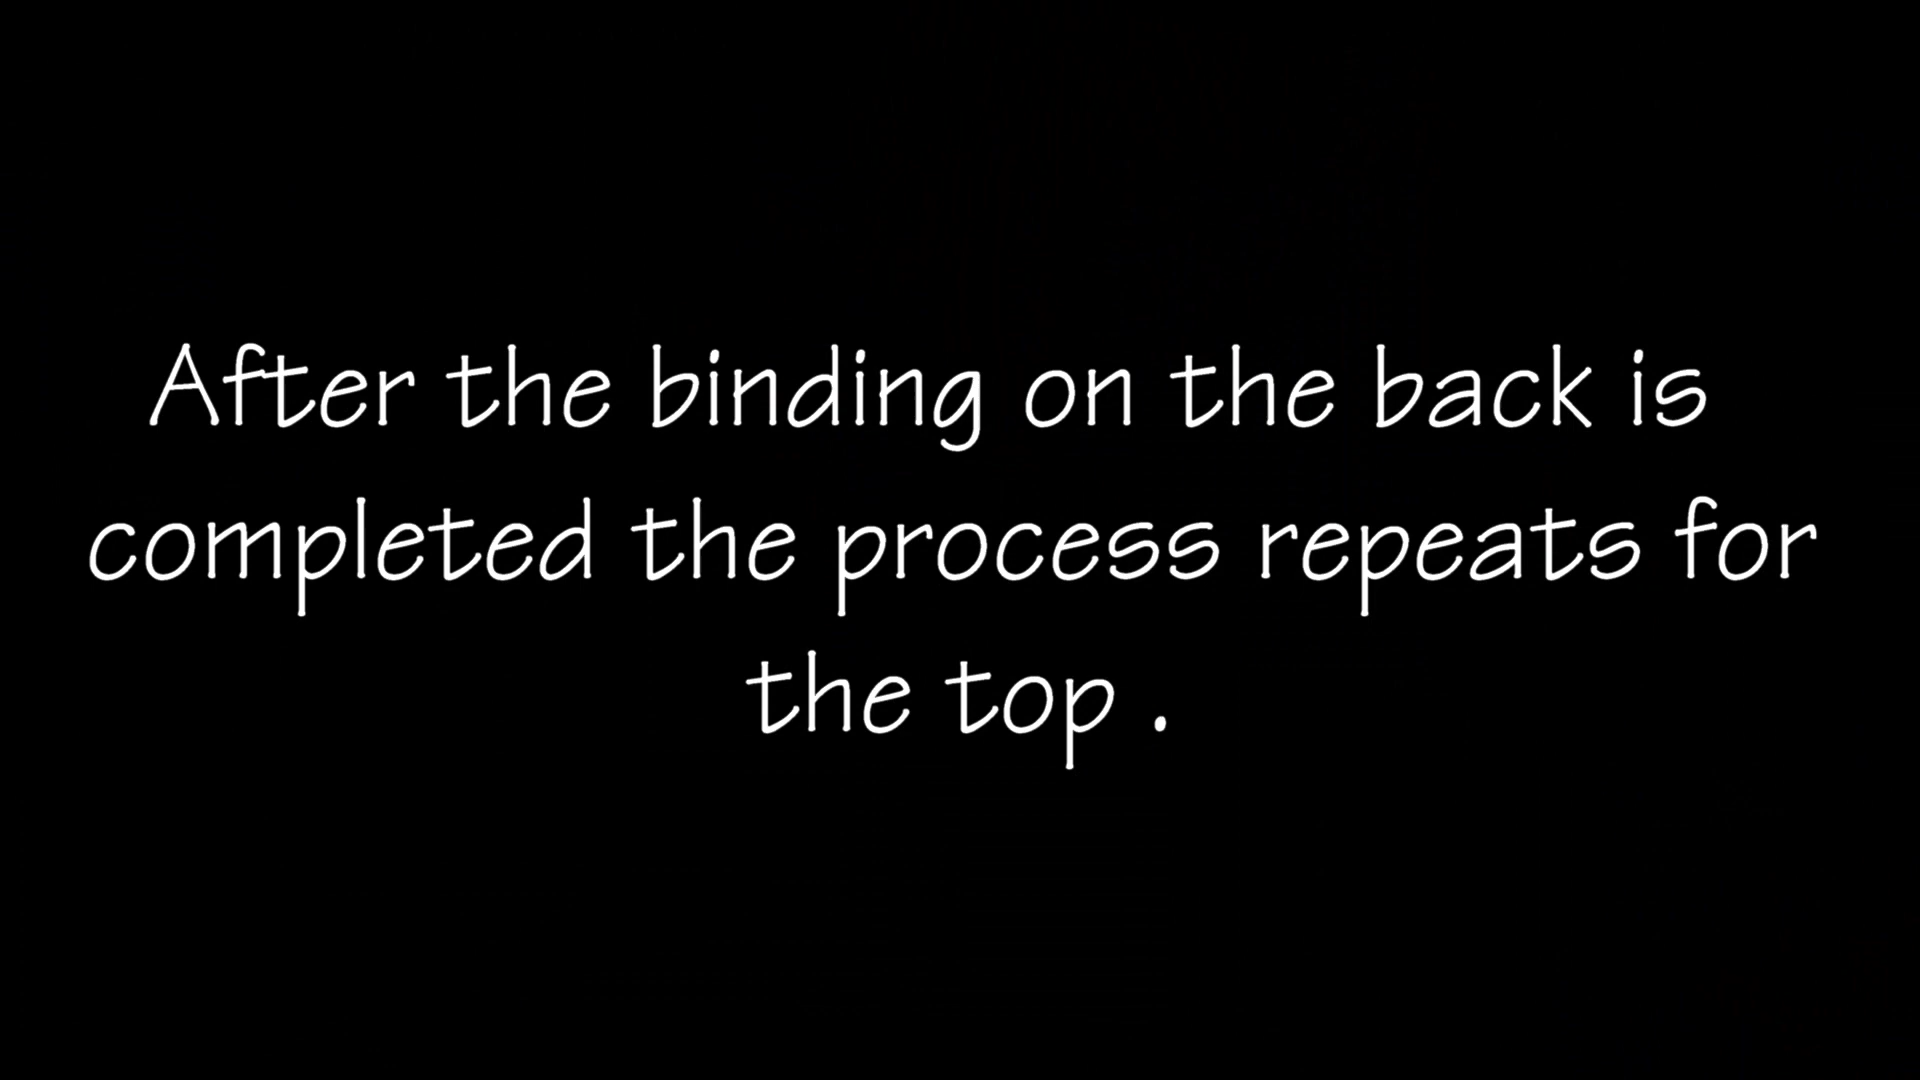 After the binding on the back is
completed the process repeats for
the top .